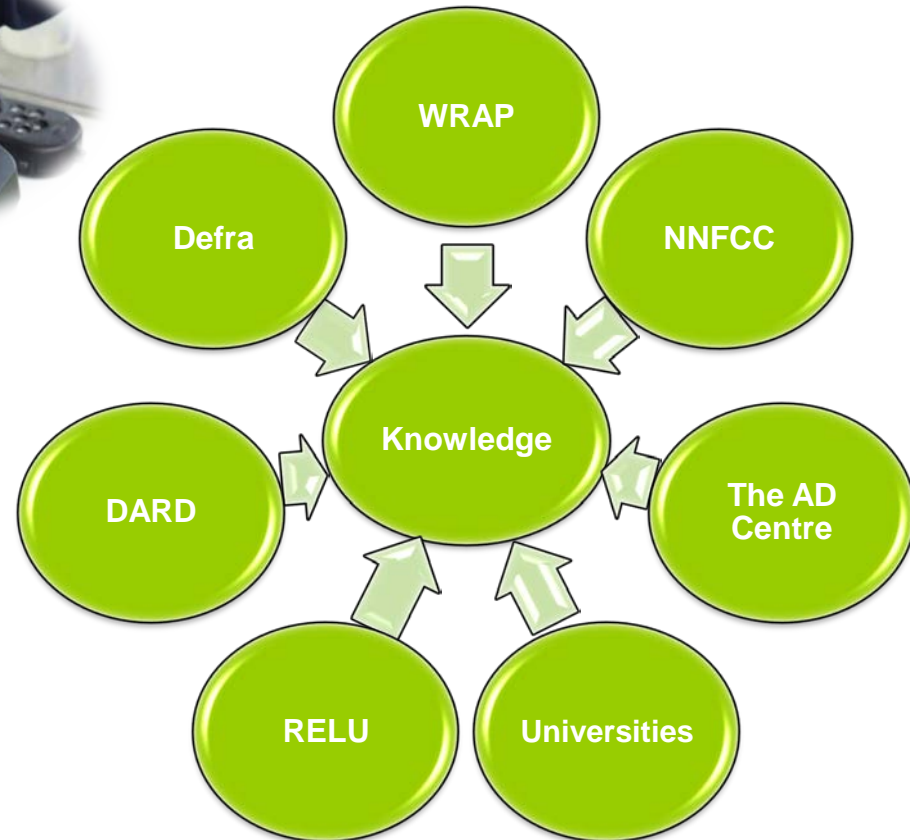 WRAP
Defra
NNFCC
Knowledge
DARD
The AD
Centre
RELU
Universities